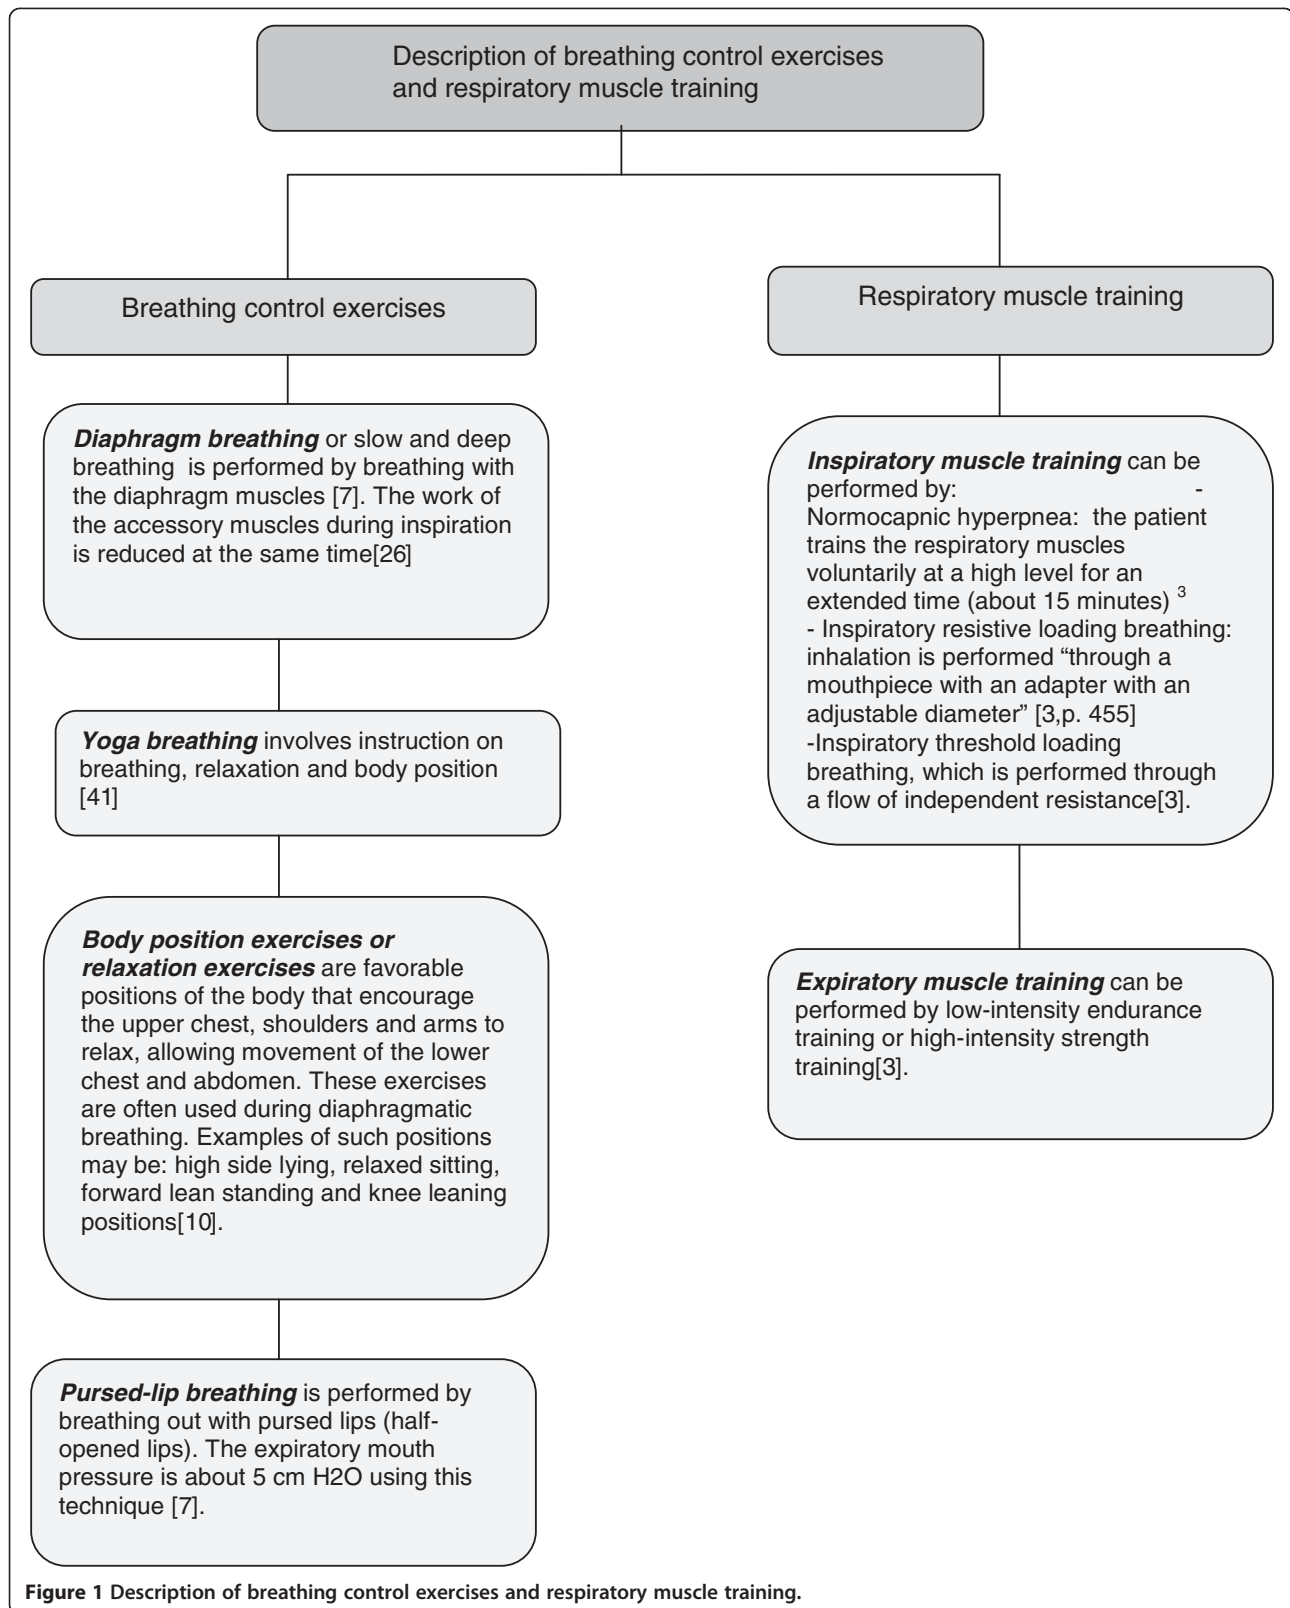 Description of breathing control exercises
and respiratory muscle training
Breathing control exercises
Diaphragm breathing or slow and deep
breathing is performed by breathing with
the diaphragm muscles [7]. The work of
the accessory muscles during inspiration
is reduced at the same time[26]
Yoga breathing involves instruction on
breathing, relaxation and body position
[41]
Body position exercises or
relaxation exercises are favorable
positions of the body that encourage
the upper chest, shoulders and arms to
relax, allowing movement of the lower
chest and abdomen. These exercises
are often used during diaphragmatic
breathing. Examples of such positions
may be: high side lying, relaxed sitting,
forward lean standing and knee leaning
positions[10].
Pursed-lip breathing is performed by
breathing out with pursed lips (half-
opened lips). The expiratory mouth
pressure is about 5 cm H2O using this
technique [7].
Respiratory muscle training
Inspiratory muscle training can be
performed by: -
Normocapnic hyperpnea: the patient
trains the respiratory muscles
voluntarily at a high level for an
extended time (about 15 minutes) 3
- Inspiratory resistive loading breathing:
inhalation is performed “through a
mouthpiece with an adapter with an
adjustable diameter” [3,p. 455]
-Inspiratory threshold loading
breathing, which is performed through
a flow of independent resistance[3].
Expiratory muscle training can be
performed by low-intensity endurance
training or high-intensity strength
training[3].
Figure 1 Description of breathing control exercises and respiratory muscle training.